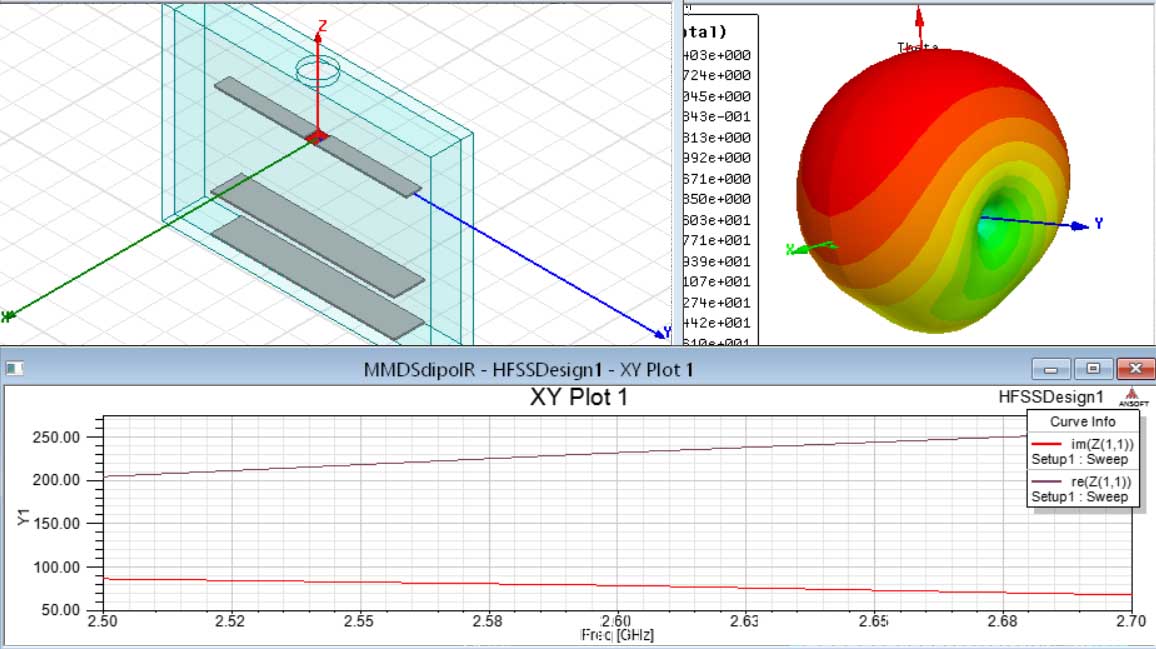 Z
X
Y
otal)
403e+000
724e+000
045e+000
343e-001
313e+000
992e+000
671e+000
350e+000
603e+001
771e+001
939e+001
107e+001
274e+001
442e+001
610e+001
Theta
X
Y
MMDSdipolR - HFSSDesign1 - XY Plot 1
XY Plot 1
HFSSDesign1
ANSOFT
Curve Info
im(Z(1,1))
Setup1 : Sweep
re(Z(1,1))
Setup1 : Sweep
Y1
250.00
200.00
150.00
100.00
50.00
2.50
2.52
2.55
2.58
2.60
2.63
2.65
2.68
2.70
Freq [GHz]